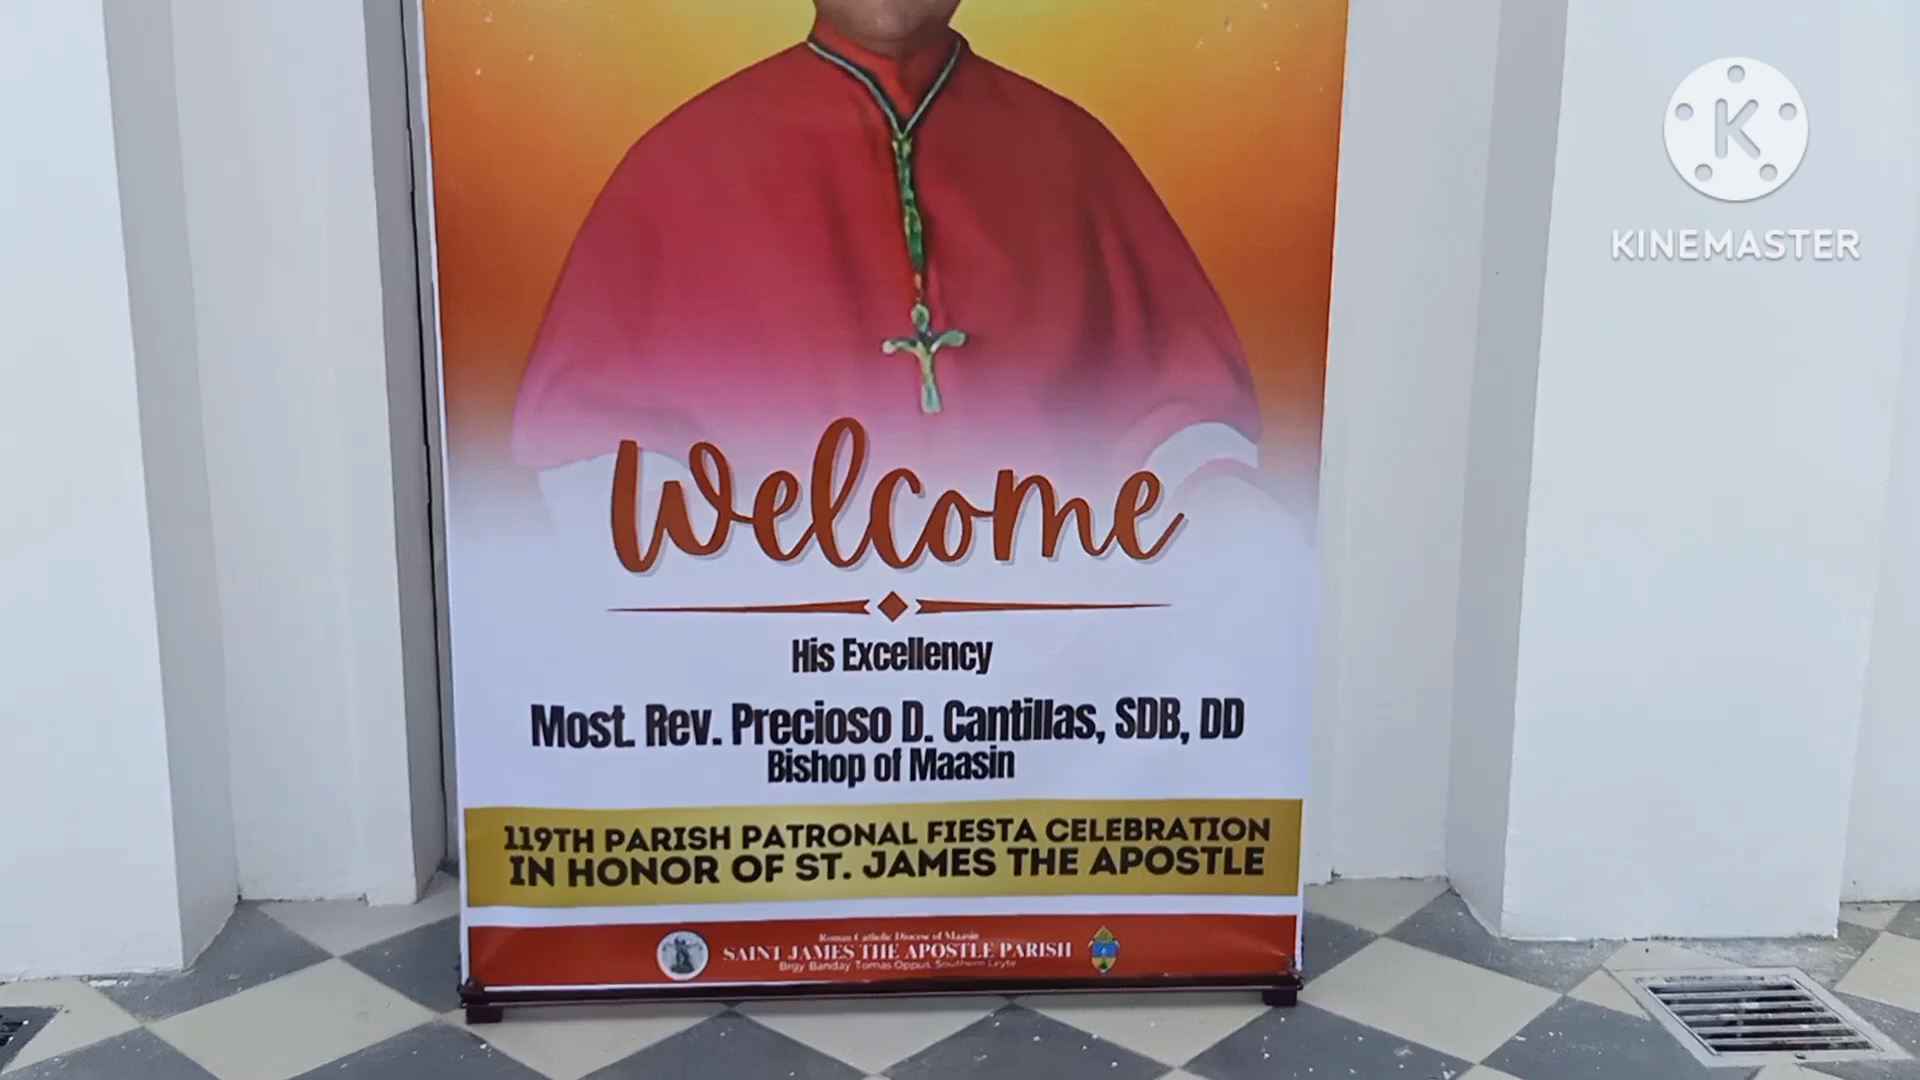 K
KINEMASTER
Welcome
His Excellency
Most. Rev. Precioso D. Cantillas, SDB, DD
Bishop of Maasin
119TH PARISH PATRONAL FIESTA CELEBRATION
IN HONOR OF ST. JAMES THE APOSTLE
Roman Catholic Diocese of Maasin
SAINT JAMES THE APOSTLE PARISH
Brgy Banday Tomas Oppus Southern Leyte